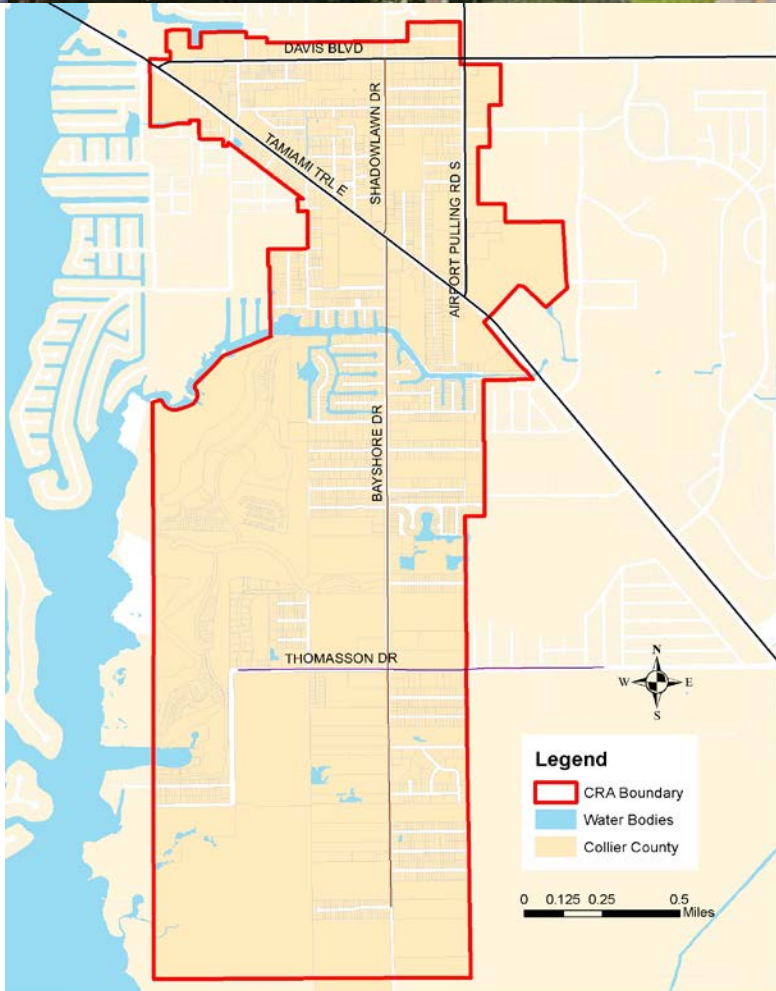 DAVIS BLVD
SHADOWLAWN DR
TAMIAMI TRL E
AIRPORT PULLING RD S
BAYSHORE DR
THOMASSON DR
N
W E
S
Legend
CRA Boundary
Water Bodies
Collier County
0 0.125 0.25 0.5
Miles